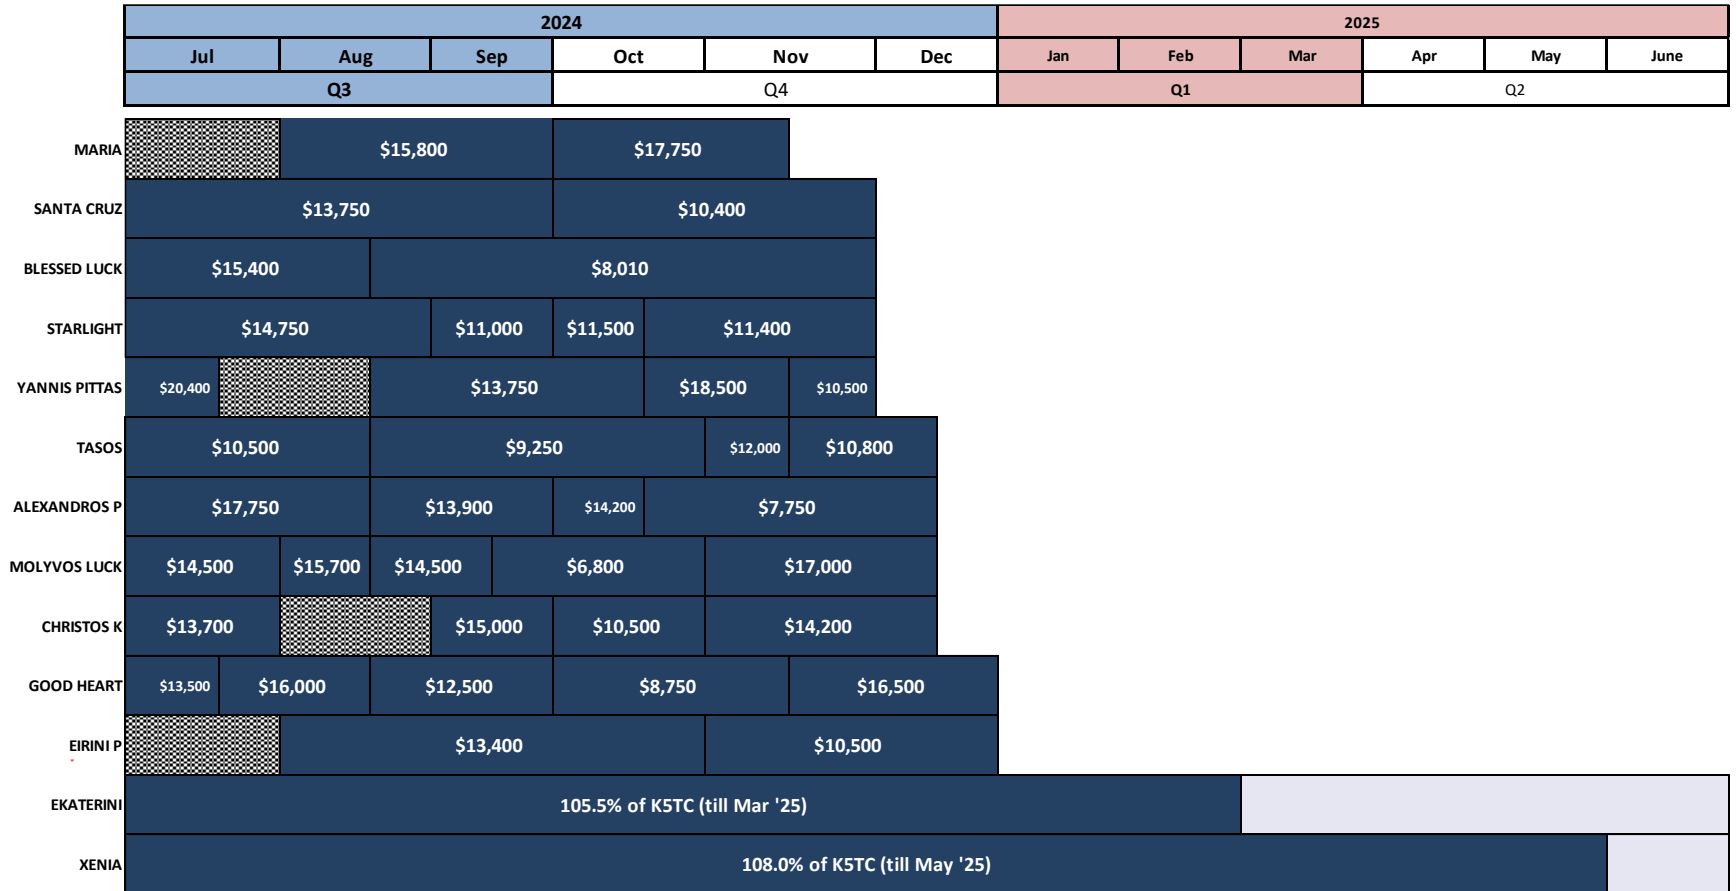 2024 2025
Jul Aug Sep Oct Nov Dec Jan Feb Mar Apr May June
Q3 Q4 Q1 Q2
MARIA $15,800 $17,750
SANTA CRUZ $13,750 $10,400
BLESSED LUCK $15,400 $8,010
STARLIGHT $14,750 $11,000 $11,500 $11,400
YANNIS PITTAS $20,400 $13,750 $18,500 $10,500
TASOS $10,500 $9,250 $12,000 $10,800
ALEXANDROS P $17,750 $13,900 $14,200 $7,750
MOLYVOS LUCK $14,500 $15,700 $14,500 $6,800 $17,000
CHRISTOS K $13,700 $15,000 $10,500 $14,200
GOOD HEART $13,500 $16,000 $12,500 $8,750 $16,500
EIRINI P $13,400 $10,500
EKATERINI 105.5% of K5TC (till Mar '25)
XENIA 108.0% of K5TC (till May '25)